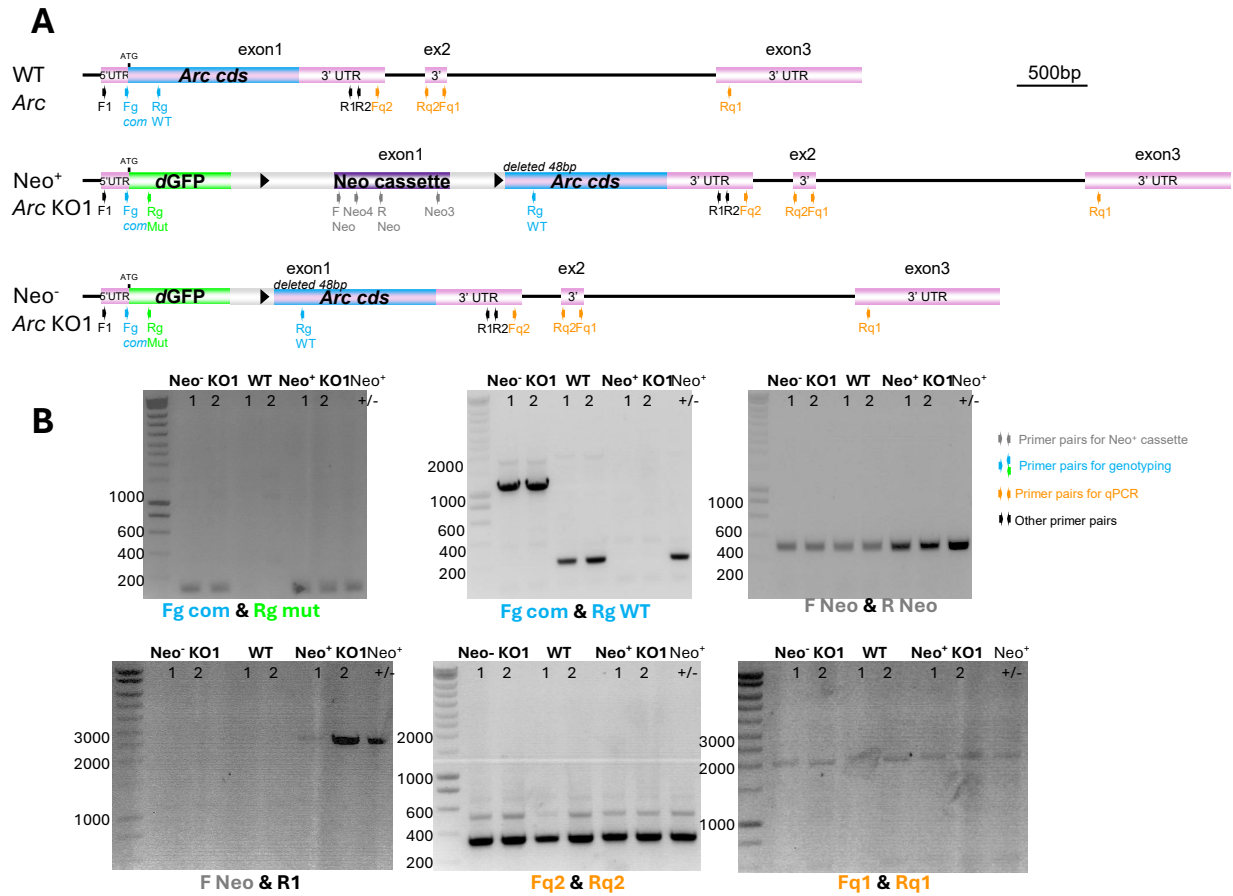 A
ATG
exon1
ex2
exon3
WT
5'UTR
Arc cds
3' UTR
3'
3' UTR
500bp
Arc
F1
Fg
Rg
R1R2
Fq2
Rq2
Fq1
Rq1
com
WT
ATG
exon1
deleted 48bp
ex2
exon3
Neo⁺
5'UTR
dGFP
Neo cassette
Arc cds
3' UTR
3'
3' UTR
Arc KO1
F1
Fg
Rg
F Neo4 R
Neo3
Rg
R1R2
Fq2
Rq2Fq1
Rq1
com
Mut
Neo
Neo
WT
ATG
exon1
deleted 48bp
ex2
exon3
Neo⁻
5'UTR
dGFP
Arc cds
3' UTR
3'
3' UTR
Arc KO1
F1
Fg
Rg
Rg
R1R2
Fq2
Rq2
Fq1
Rq1
com
Mut
WT
B
Neo⁻ KO1 WT Neo⁺ KO1 Neo⁺
1 2 1 2 1 2 +/-
1000
600
400
200
Fg com & Rg mut
Neo⁻ KO1 WT Neo⁺ KO1 Neo⁺
1 2 1 2 1 2 +/-
2000
1000
600
400
200
Fg com & Rg WT
Neo⁻ KO1 WT Neo⁺ KO1 Neo⁺
1 2 1 2 1 2 +/-
1000
600
400
200
F Neo & R Neo
Primer pairs for Neo⁺ cassette
Primer pairs for genotyping
Primer pairs for qPCR
Other primer pairs
Neo⁻ KO1 WT Neo⁺ KO1 Neo⁺
1 2 1 2 1 2 +/-
3000
2000
1000
F Neo & R1
Neo- KO1 WT Neo⁺ KO1 Neo⁺
1 2 1 2 1 2 +/-
2000
1000
600
400
200
Fq2 & Rq2
Neo⁻ KO1 WT Neo⁺ KO1 Neo⁺
1 2 1 2 1 2 +/-
3000
2000
1000
Fq1 & Rq1